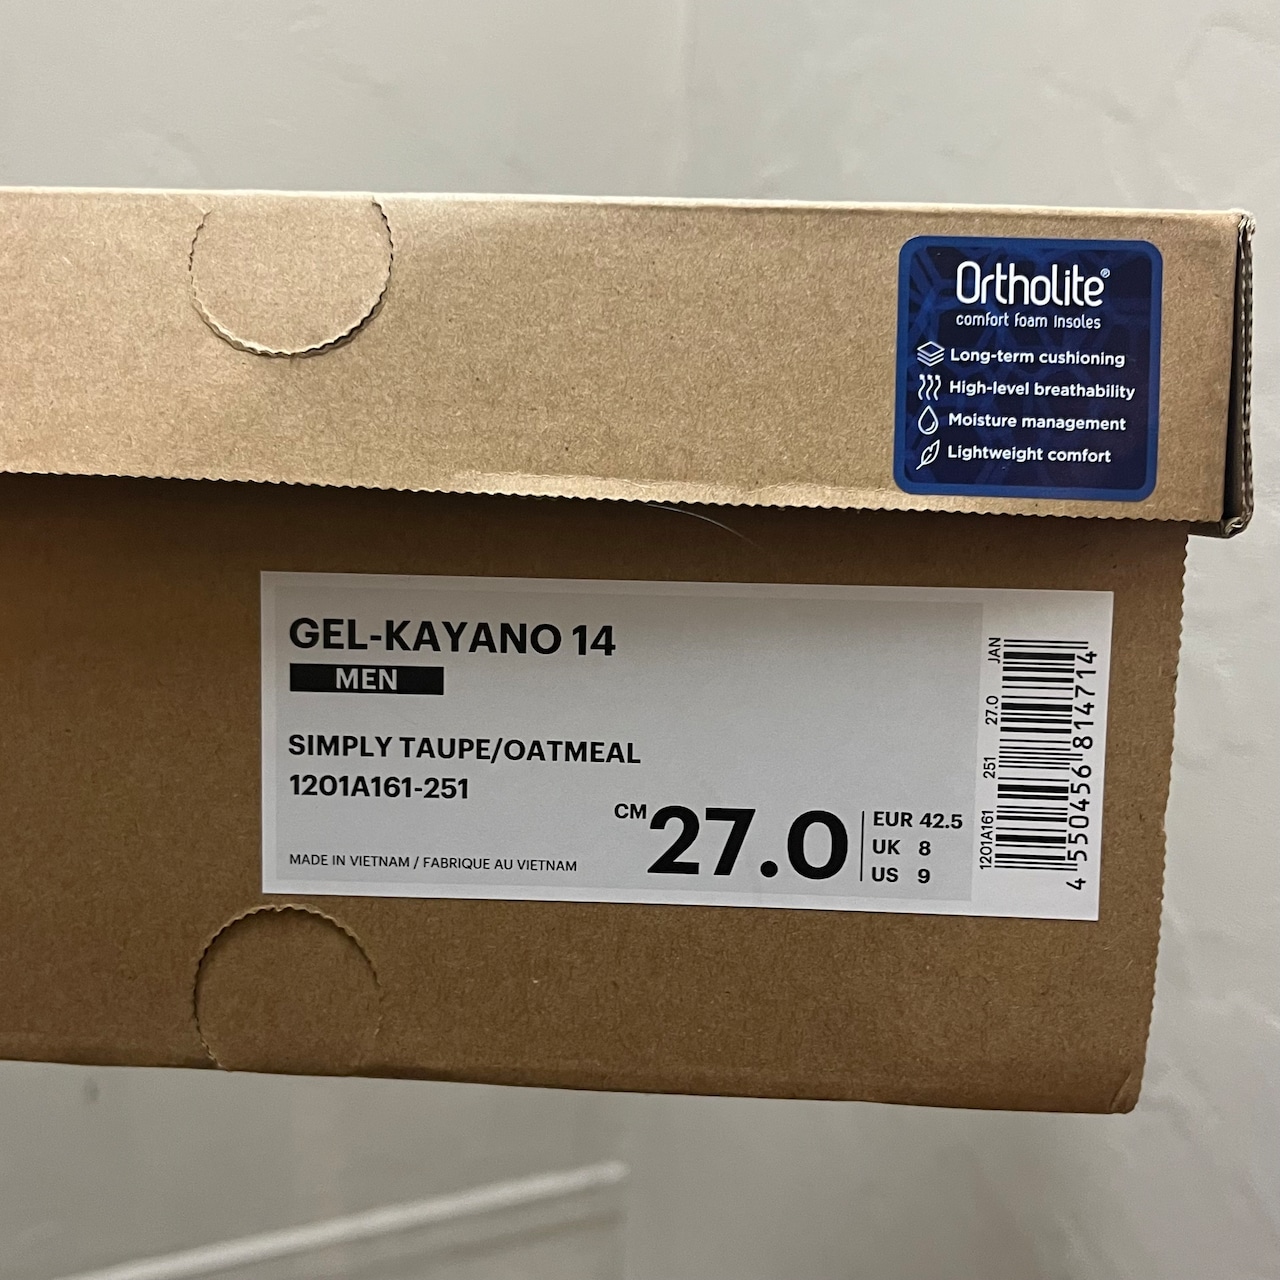 Ortholite®
comfort foam insoles
Long-term cushioning
High-level breathability
Moisture management
Lightweight comfort
GEL-KAYANO 14
MEN
SIMPLY TAUPE/OATMEAL
1201A161-251
MADE IN VIETNAM / FABRIQUE AU VIETNAM
CM 27.0
EUR 42.5
UK 8
US 9
1201A161 251 27.0 JAN
4 550456 814714